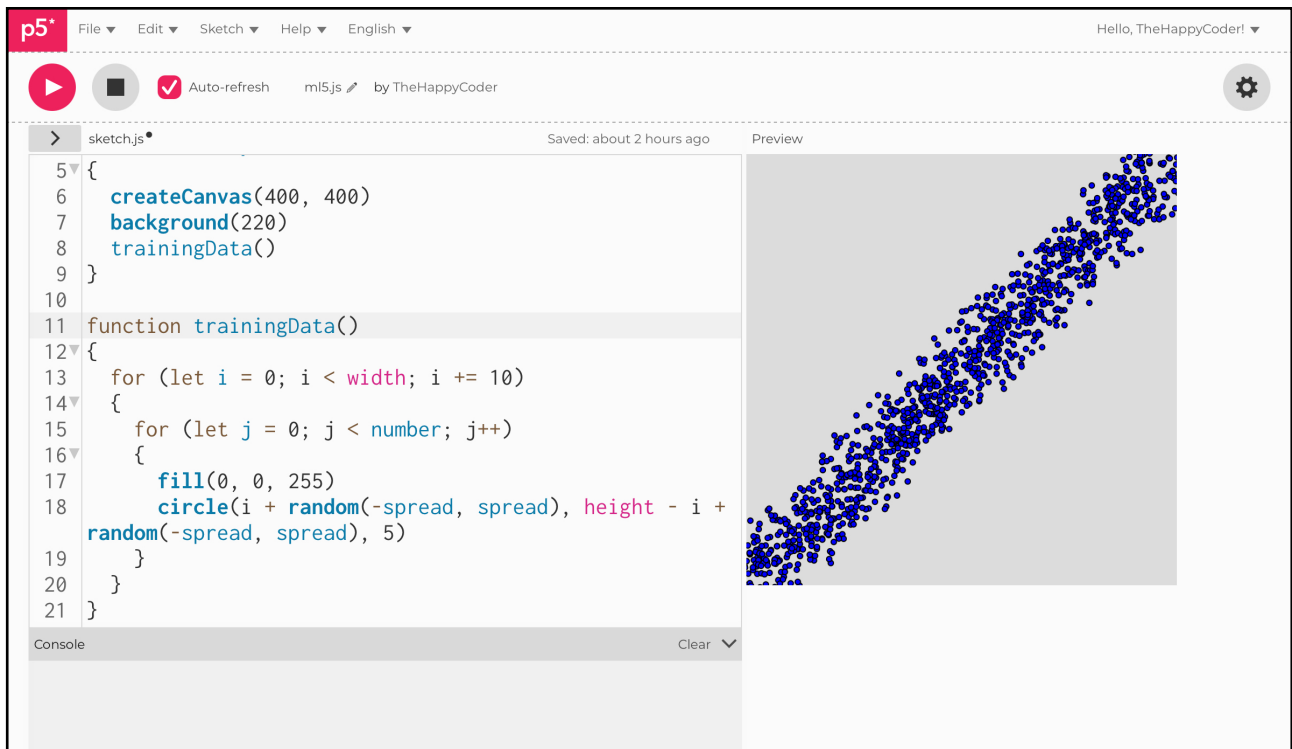 p5* File Edit Sketch Help English Hello, TheHappyCoder!
Auto-refresh ml5.js by TheHappyCoder
sketch.js Saved: about 2 hours ago Preview
5 {
6 createCanvas(400, 400)
7 background(220)
8 trainingData()
9 }
10
11 function trainingData()
12 {
13 for (let i = 0; i < width; i += 10)
14 {
15 for (let j = 0; j < number; j++)
16 {
17 fill(0, 0, 255)
18 circle(i + random(-spread, spread), height - i +
random(-spread, spread), 5)
19 }
20 }
21 }
Console Clear